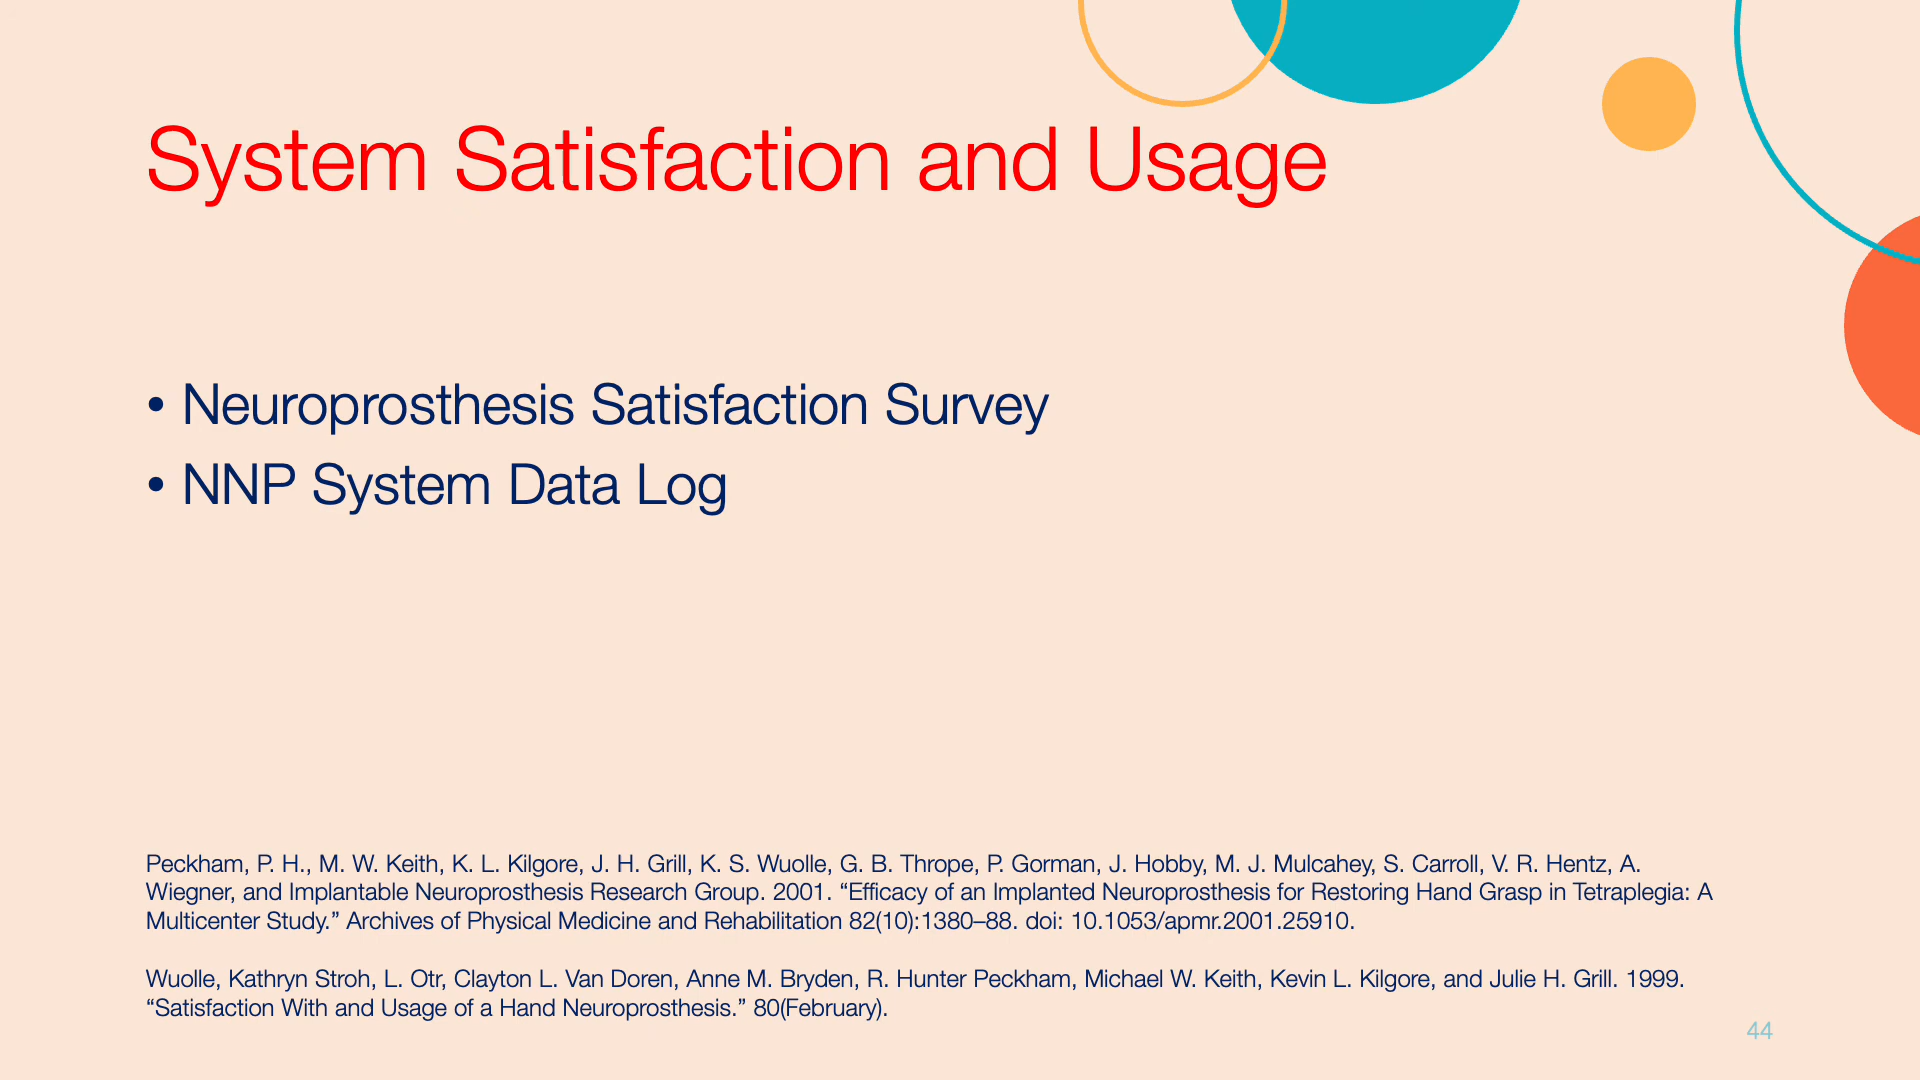 System Satisfaction and Usage
• Neuroprosthesis Satisfaction Survey
• NNP System Data Log
Peckham, P. H., M. W. Keith, K. L. Kilgore, J. H. Grill, K. S. Wuolle, G. B. Thrope, P. Gorman, J. Hobby, M. J. Mulcahey, S. Carroll, V. R. Hentz, A.
Wiegner, and Implantable Neuroprosthesis Research Group. 2001. “Efficacy of an Implanted Neuroprosthesis for Restoring Hand Grasp in Tetraplegia: A
Multicenter Study.” Archives of Physical Medicine and Rehabilitation 82(10):1380–88. doi: 10.1053/apmr.2001.25910.
Wuolle, Kathryn Stroh, L. Otr, Clayton L. Van Doren, Anne M. Bryden, R. Hunter Peckham, Michael W. Keith, Kevin L. Kilgore, and Julie H. Grill. 1999.
“Satisfaction With and Usage of a Hand Neuroprosthesis.” 80(February).
44